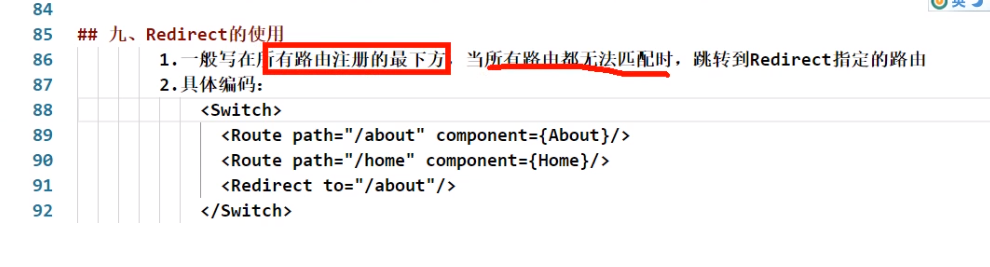 84
85 ## 九、Redirect的使用
86 1.一般写在所有路由注册的最下方，当所有路由都无法匹配时，跳转到Redirect指定的路由
87 2.具体编码：
88 <Switch>
89 <Route path="/about" component={About}/>
90 <Route path="/home" component={Home}/>
91 <Redirect to="/about"/>
92 </Switch>
英